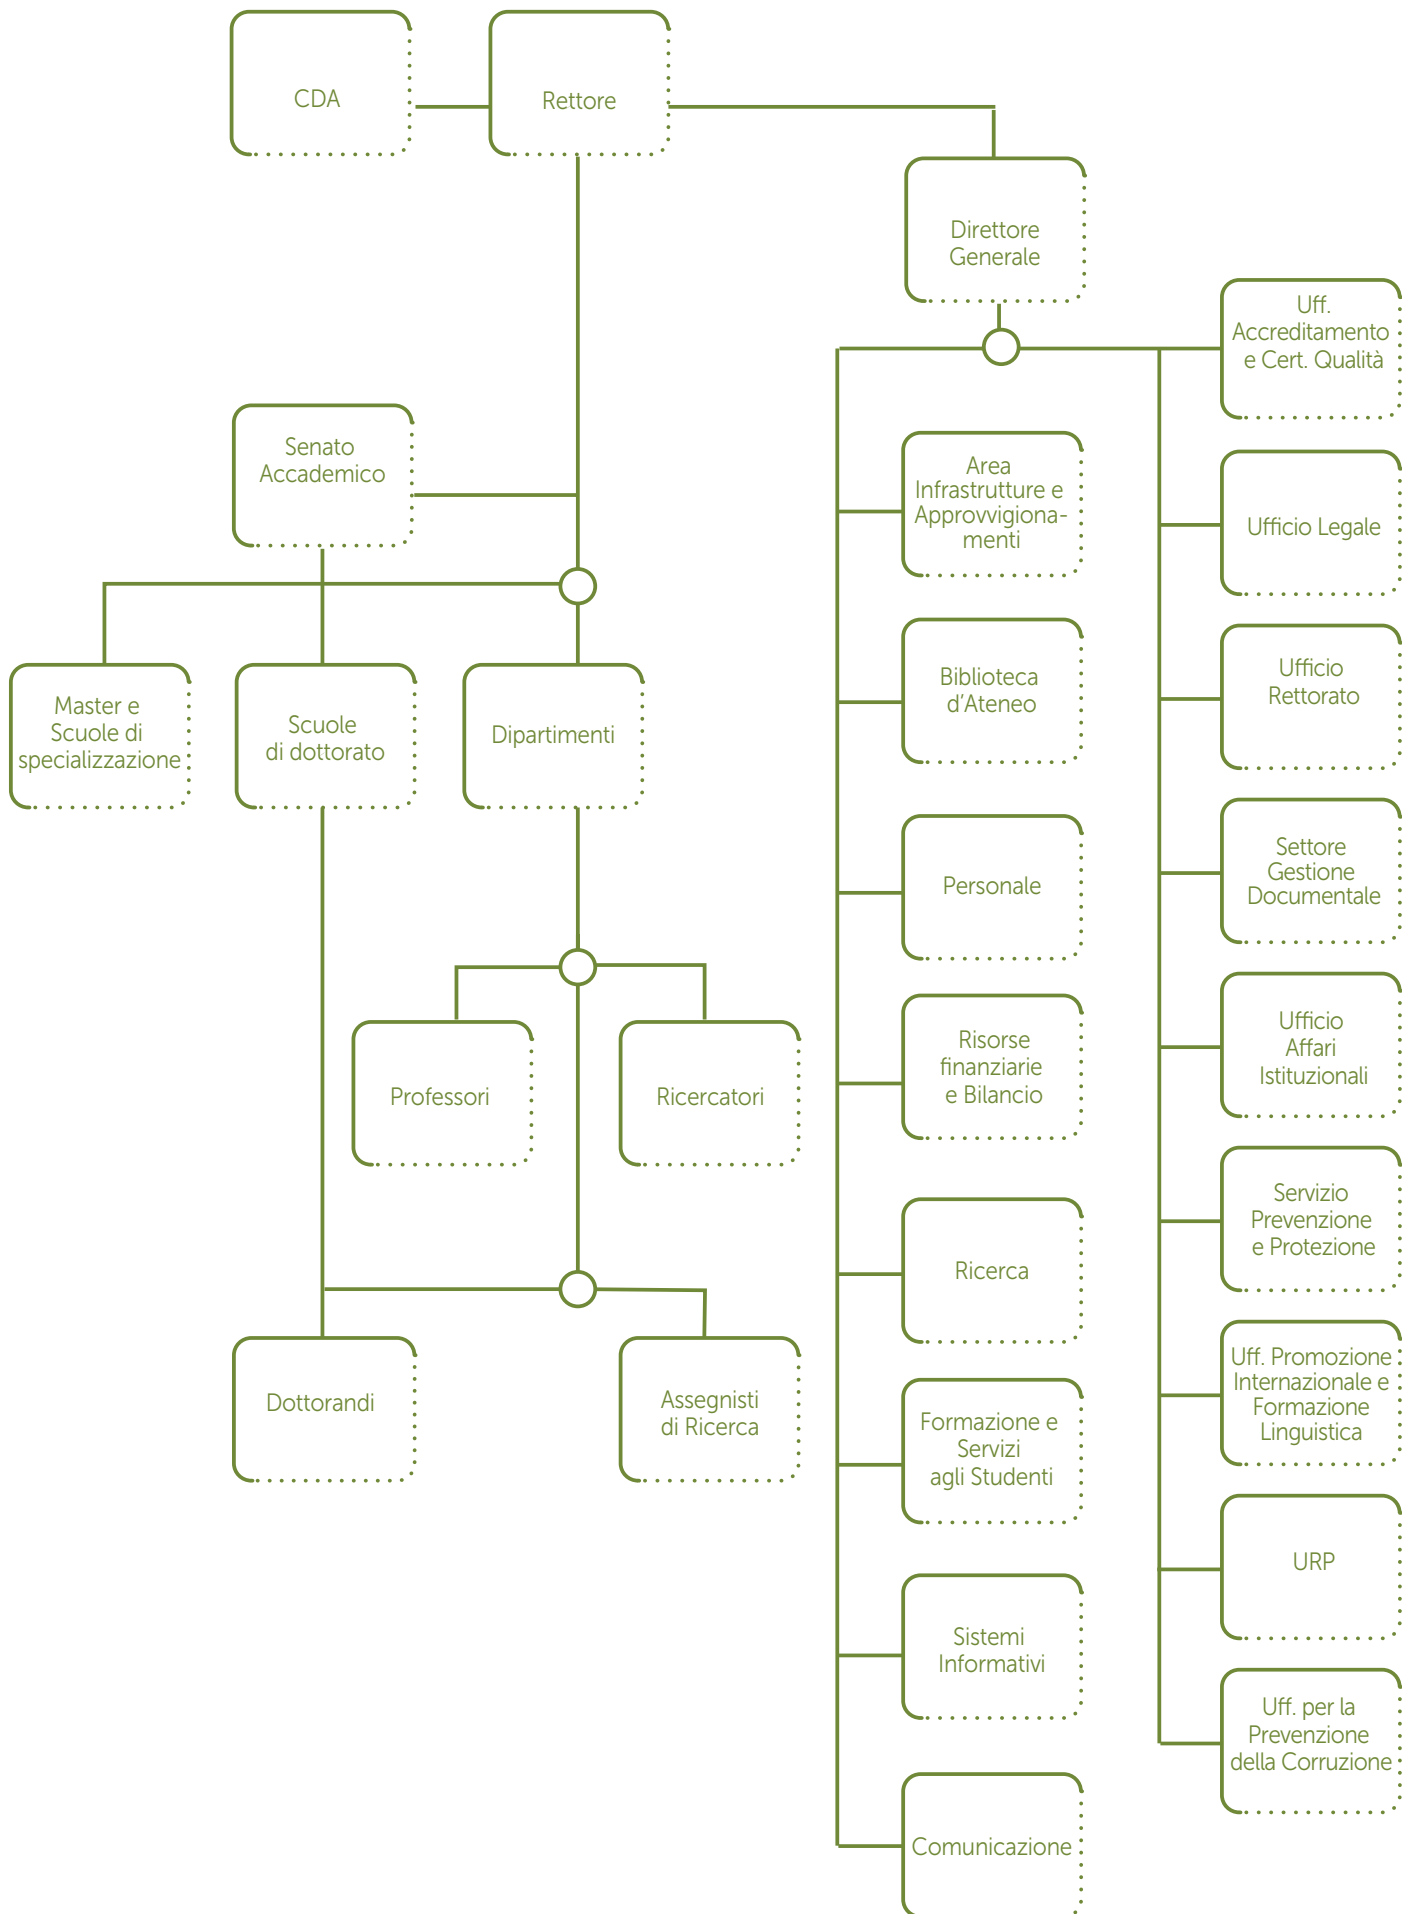 CDA
Rettore
Direttore
Generale
Uff.
Accreditamento
e Cert. Qualità
Senato
Accademico
Area
Infrastrutture e
Approvvigiona-
menti
Ufficio Legale
Master e
Scuole di
specializzazione
Scuole
di dottorato
Dipartimenti
Biblioteca
d'Ateneo
Ufficio
Rettorato
Personale
Settore
Gestione
Documentale
Professori
Ricercatori
Risorse
finanziarie
e Bilancio
Ufficio
Affari
Istituzionali
Ricerca
Servizio
Prevenzione
e Protezione
Dottorandi
Assegnisti
di Ricerca
Formazione e
Servizi
agli Studenti
Uff. Promozione
Internazionale e
Formazione
Linguistica
Sistemi
Informativi
URP
Uff. per la
Prevenzione
della Corruzione
Comunicazione